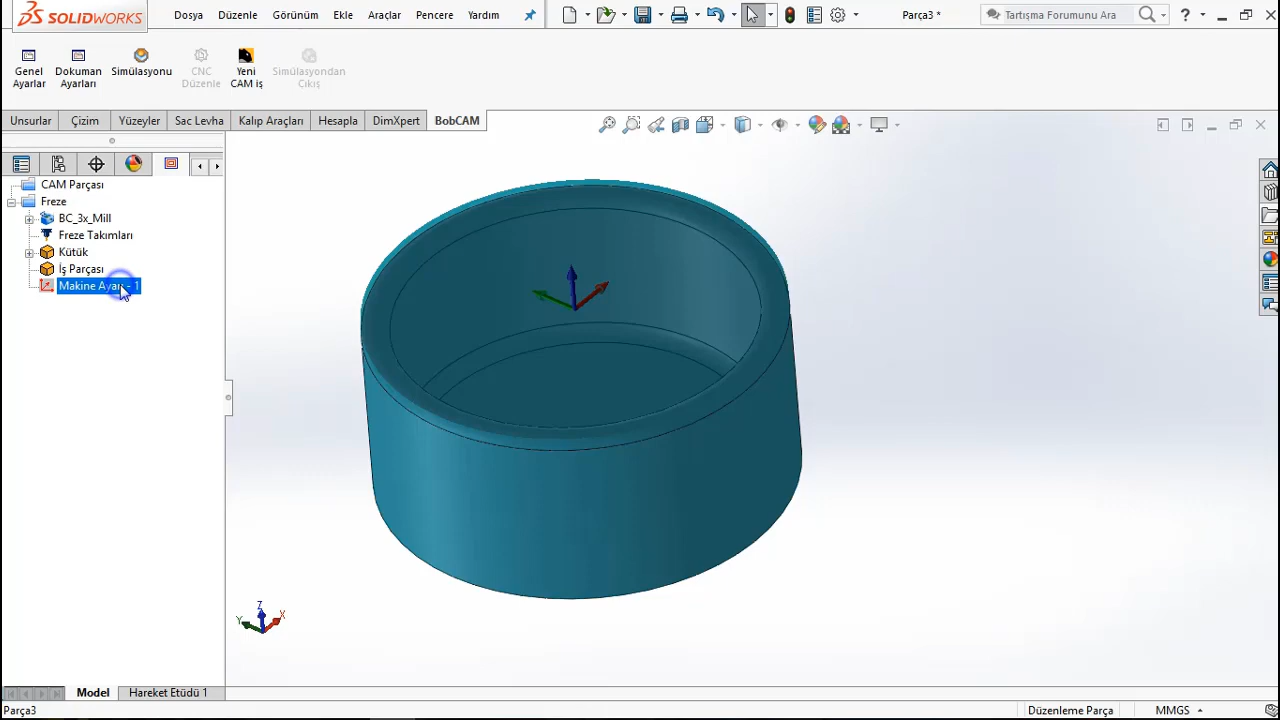 SOLIDWORKS
Dosya Düzenle Görünüm Ekle Araçlar Pencere Yardım
Parça3 *
Tartışma Forumunu Ara
?
Genel Ayarlar
Dokuman Ayarları
Simülasyonu
CNC Düzenle
Yeni CAM iş
Simülasyondan Çıkış
Unsurlar Çizim Yüzeyler Sac Levha Kalıp Araçları Hesapla DimXpert BobCAM
CAM Parçası
Freze
BC_3x_Mill
Freze Takımları
Kütük
İş Parçası
Makine Ayarı - 1
Z
Y X
Model Hareket Etüdü 1
Parça3 Düzenleme Parça MMGS